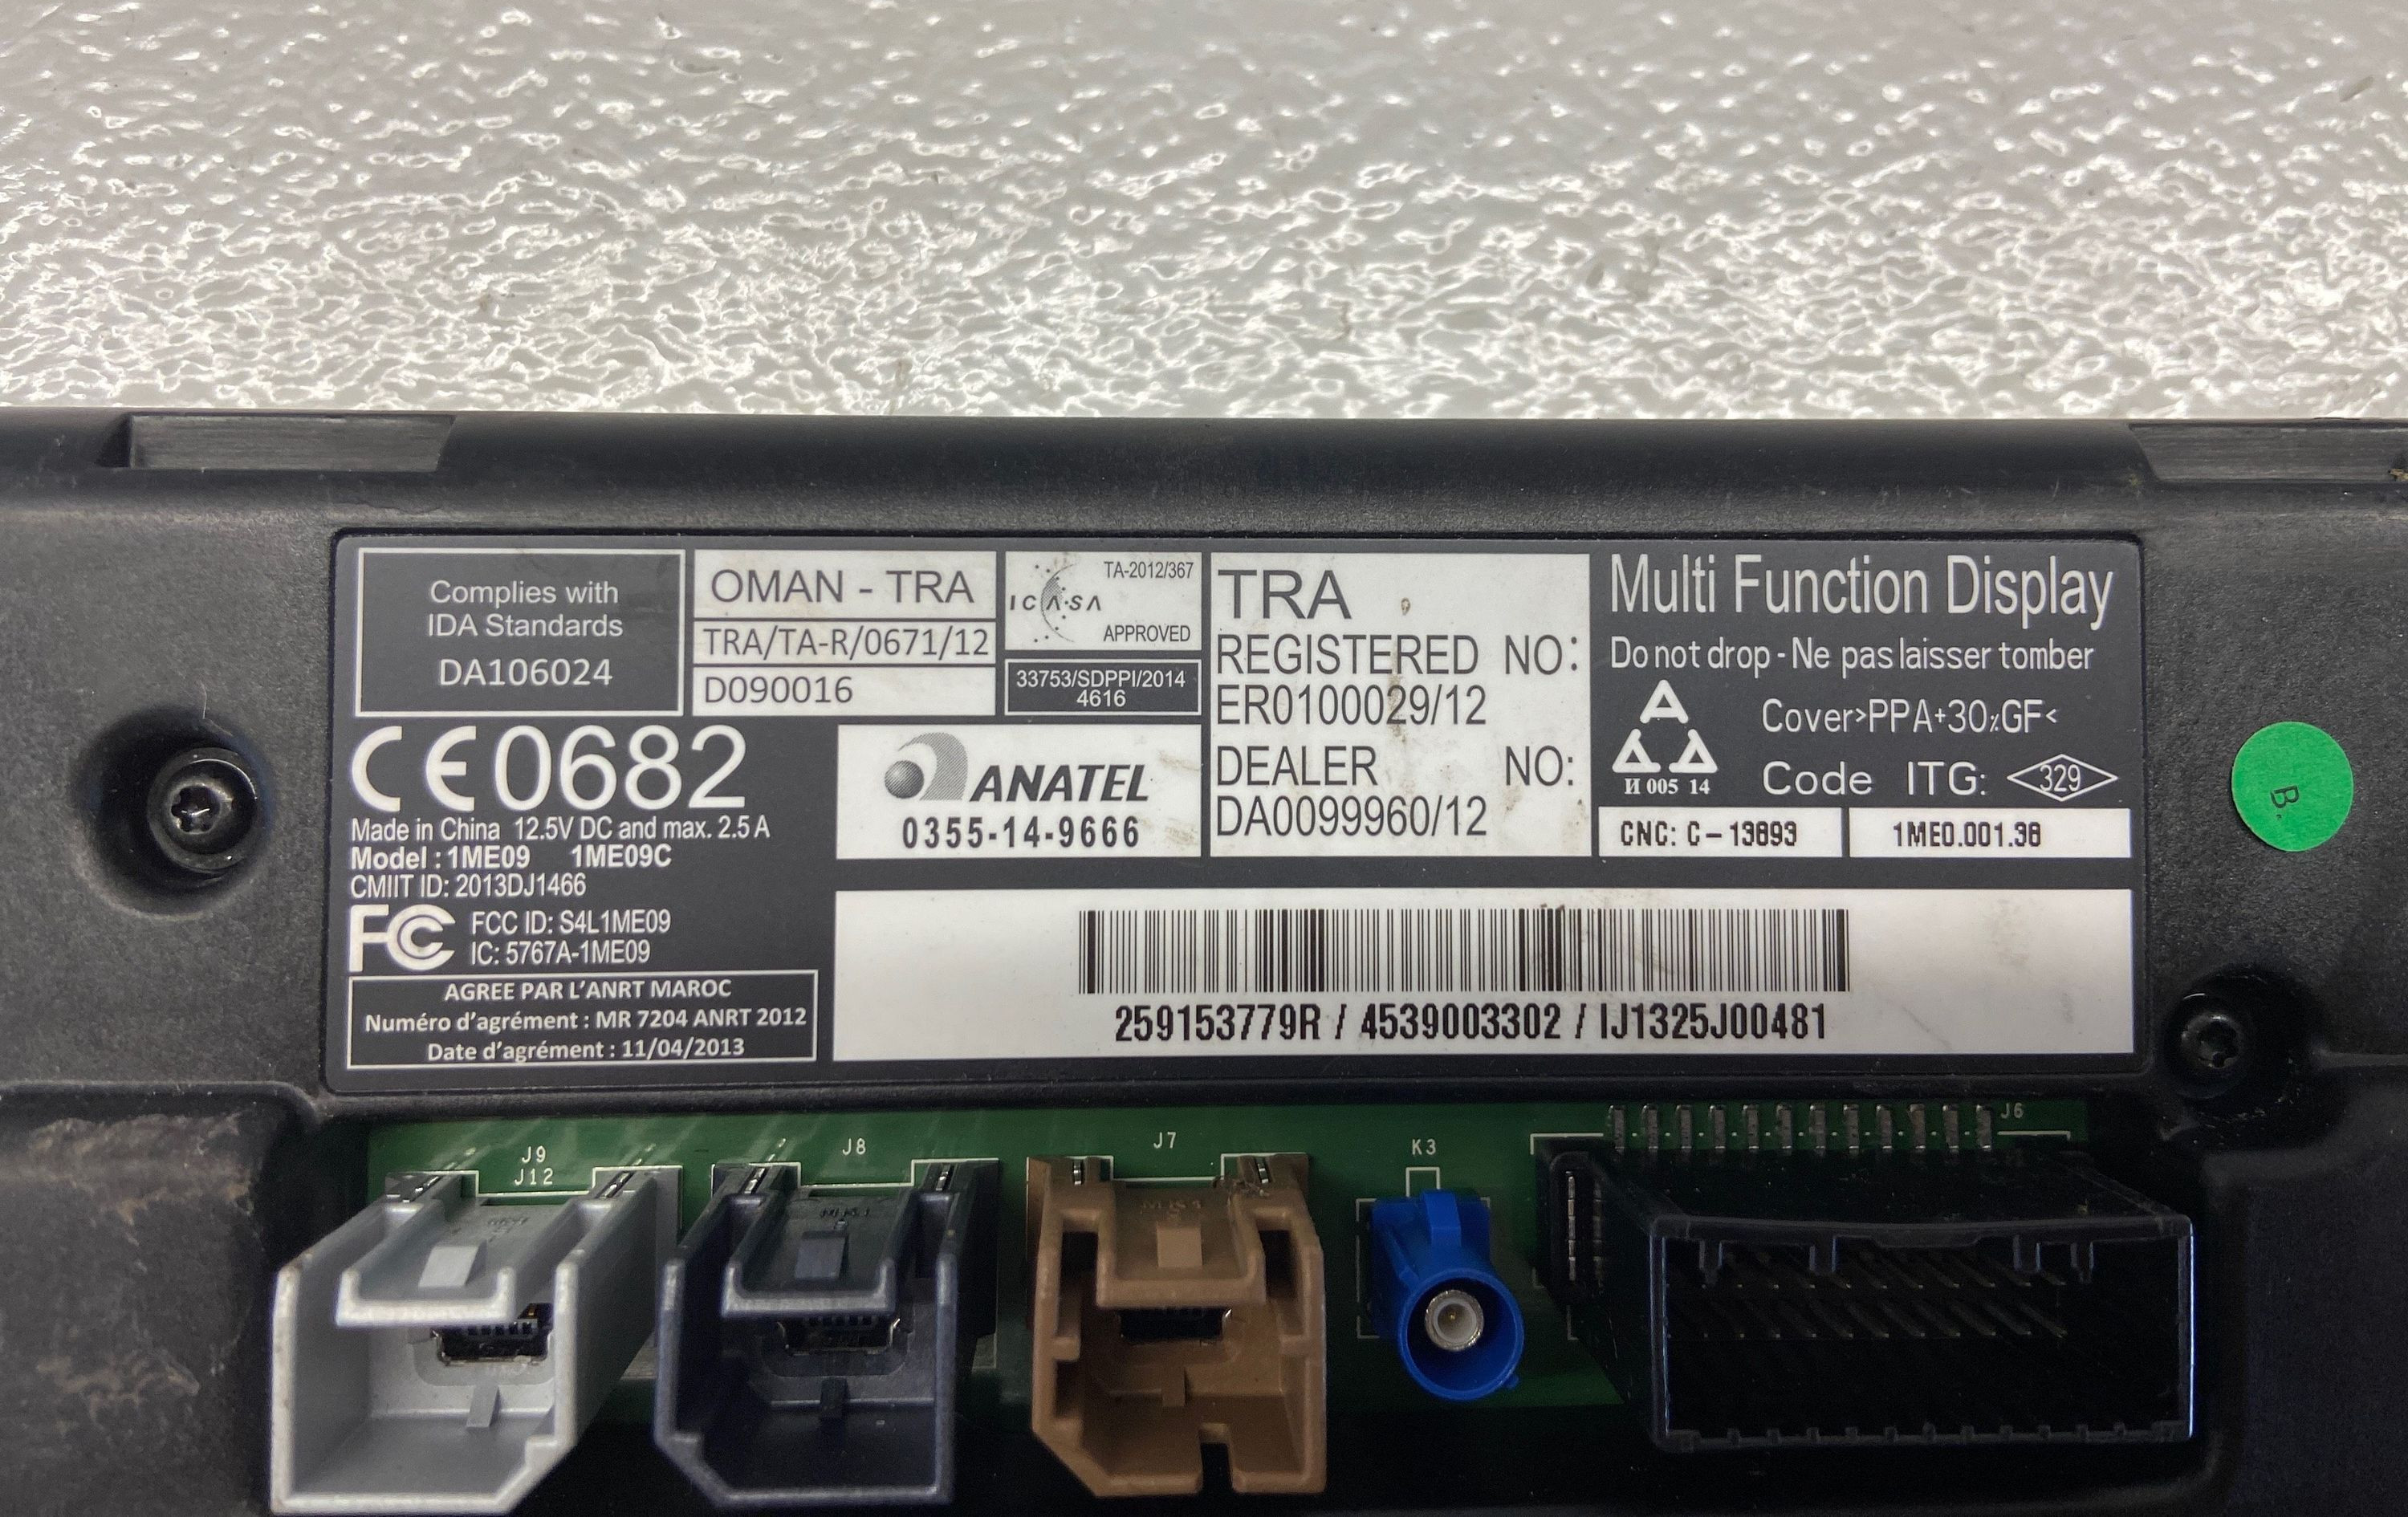 Complies with
IDA Standards
DA106024
OMAN - TRA
TRA/TA-R/0671/12
D090016
TA-2012/367
ICASA
APPROVED
33753/SDPPI/2014
4616
TRA
REGISTERED NO:
ER0100029/12
DEALER NO:
DA0099960/12
Multi Function Display
Do not drop - Ne pas laisser tomber
A
И 005 14
Cover>PPA+30%GF<
Code ITG: 329
CNC: C-13893
1ME0.001.38
CE0682
Made in China 12.5V DC and max. 2.5 A
Model : 1ME09 1ME09C
CMIIT ID: 2013DJ1466
FC
FCC ID: S4L1ME09
IC: 5767A-1ME09
AGREE PAR L'ANRT MAROC
Numéro d'agrément : MR 7204 ANRT 2012
Date d'agrément : 11/04/2013
ANATEL
0355-14-9666
259153779R / 4539003302 / IJ1325J00481
B.
J9
J12
J8
J7
K3
J6